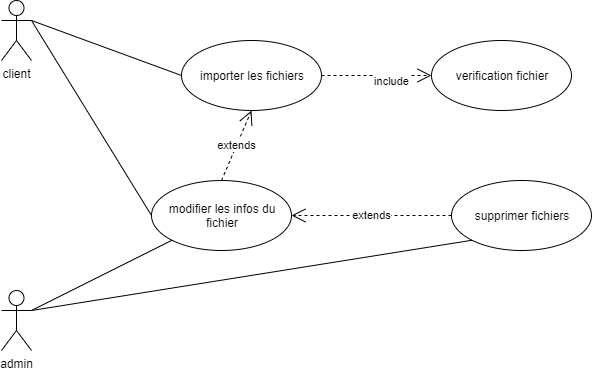 client
importer les fichiers
include
verification fichier
extends
modifier les infos du
fichier
extends
supprimer fichiers
admin